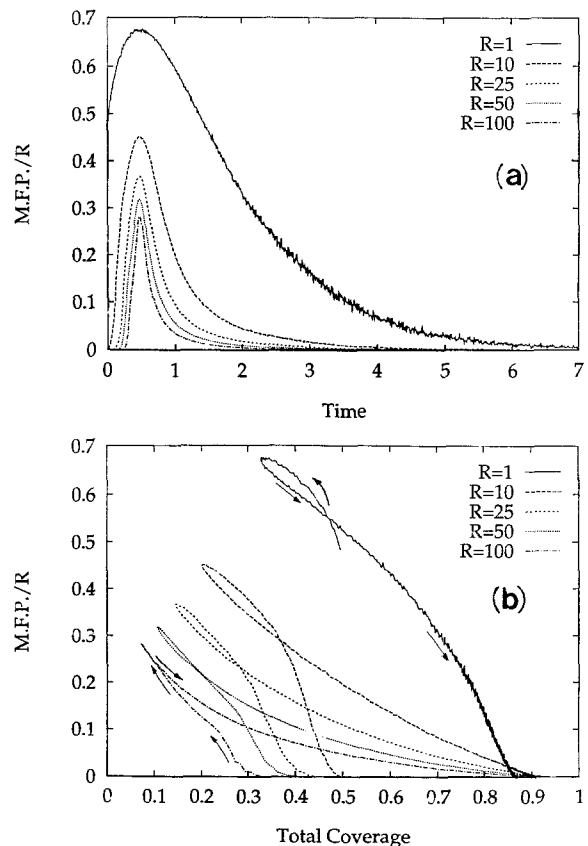 0.7
0.6
0.5
0.4
0.3
0.2
0.1
0
M.F.P./R
R=1
R=10
R=25
R=50
R=100
(a)
0 1 2 3 4 5 6 7
Time
0.7
0.6
0.5
0.4
0.3
0.2
0.1
0
M.F.P./R
R=1
R=10
R=25
R=50
R=100
(b)
0 0.1 0.2 0.3 0.4 0.5 0.6 0.7 0.8 0.9 1
Total Coverage